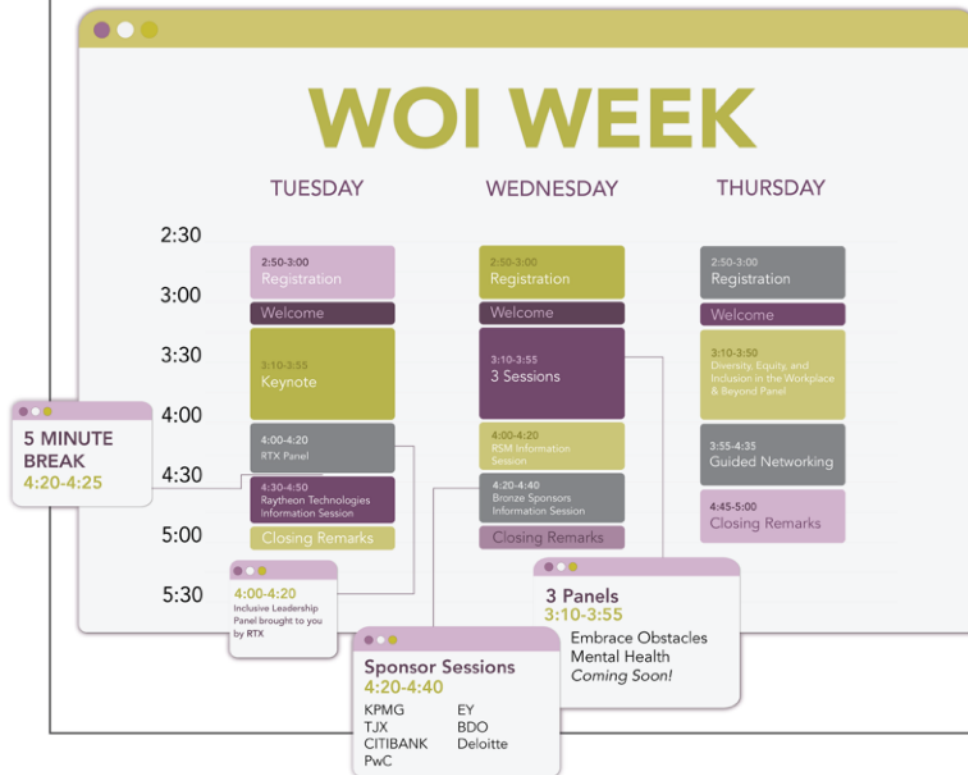 WOI WEEK
TUESDAY
WEDNESDAY
THURSDAY
2:30
3:00
3:30
4:00
4:30
5:00
5:30
2:50-3:00
Registration
Welcome
3:10-3:55
Keynote
4:00-4:20
RTX Panel
4:30-4:50
Raytheon Technologies
Information Session
Closing Remarks
2:50-3:00
Registration
Welcome
3:10-3:55
3 Sessions
4:00-4:20
RSM Information
Session
4:20-4:40
Bronze Sponsors
Information Session
Closing Remarks
2:50-3:00
Registration
Welcome
3:10-3:50
Diversity, Equity, and
Inclusion in the Workplace
& Beyond Panel
3:55-4:35
Guided Networking
4:45-5:00
Closing Remarks
5 MINUTE
BREAK
4:20-4:25
4:00-4:20
Inclusive Leadership
Panel brought to you
by RTX
Sponsor Sessions
4:20-4:40
KPMG
TJX
CITIBANK
PwC
EY
BDO
Deloitte
3 Panels
3:10-3:55
Embrace Obstacles
Mental Health
Coming Soon!